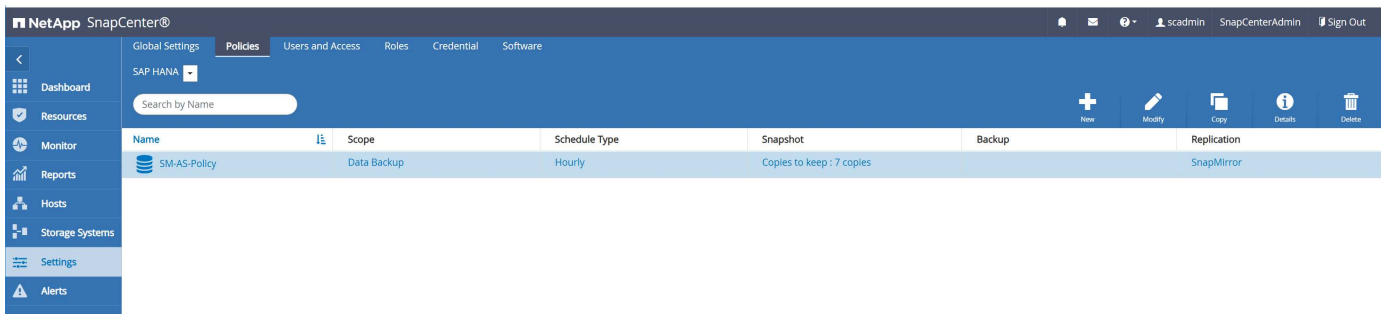 NetApp SnapCenter®
scadmin SnapCenterAdmin Sign Out
Global Settings Policies Users and Access Roles Credential Software
SAP HANA
Dashboard
Resources
Monitor
Reports
Hosts
Storage Systems
Settings
Alerts
Search by Name
New Modify Copy Details Delete
Name Scope Schedule Type Snapshot Backup Replication
SM-AS-Policy Data Backup Hourly Copies to keep : 7 copies SnapMirror